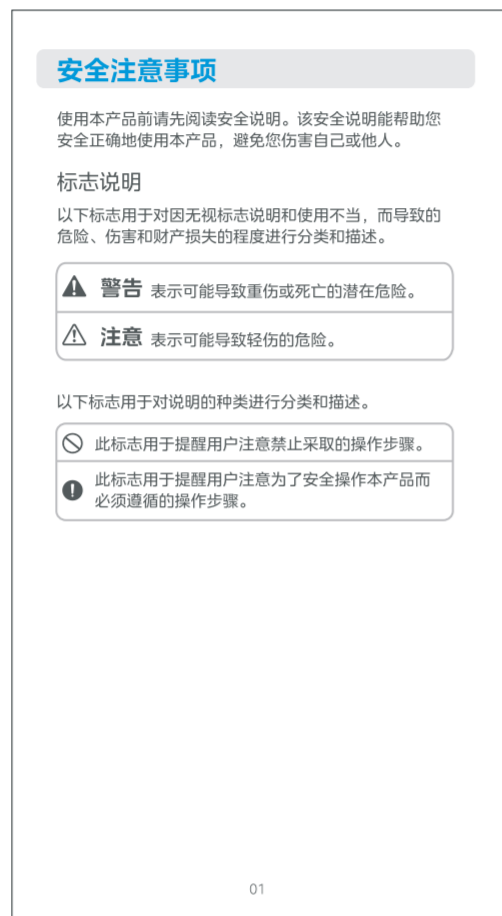 安全注意事项
使用本产品前请先阅读安全说明。该安全说明能帮助您
安全正确地使用本产品，避免您伤害自己或他人。
标志说明
以下标志用于对因无视标志说明和使用不当，而导致的
危险、伤害和财产损失的程度进行分类和描述。
警告 表示可能导致重伤或死亡的潜在危险。
注意 表示可能导致轻伤的危险。
以下标志用于对说明的种类进行分类和描述。
此标志用于提醒用户注意禁止采取的操作步骤。
此标志用于提醒用户注意为了安全操作本产品而
必须遵循的操作步骤。
01